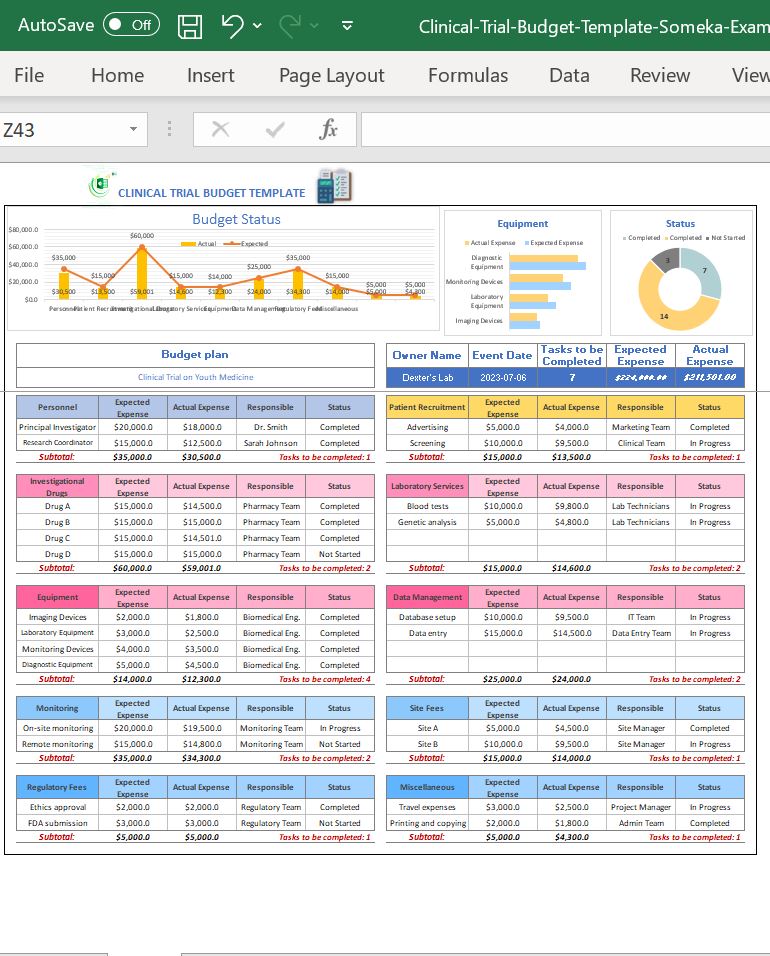 AutoSave Off Clinical-Trial-Budget-Template-Someka-Exam
File Home Insert Page Layout Formulas Data Review View
Z43 fx
CLINICAL TRIAL BUDGET TEMPLATE
Budget Status
Actual Expected
$80,000.0
$60,000.0
$40,000.0
$20,000.0
$0.0
$35,000 $15,000 $60,000 $15,000 $14,000 $25,000 $35,000 $15,000 $5,000 $5,000
$30,500 $13,500 $59,001 $14,600 $12,300 $24,000 $34,300 $14,000 $5,000 $4,300
Equipment
Actual Expense Expected Expense
Diagnostic
Equipment
Monitoring Devices
Laboratory
Equipment
Imaging Devices
Status
Completed Completed Not Started
3
7
14
Budget plan
Clinical Trial on Youth Medicine
Owner Name Event Date Tasks to be Completed Expected Expense Actual Expense
Dexter's Lab 2023-07-06 7 $211,501.00
Personnel Expected Expense Actual Expense Responsible Status
Principal Investigator $20,000.0 $18,000.0 Dr. Smith Completed
Research Coordinator $15,000.0 $12,500.0 Sarah Johnson Completed
Subtotal: $35,000.0 $30,500.0 Tasks to be completed: 1
Patient Recruitment Expected Expense Actual Expense Responsible Status
Advertising $5,000.0 $4,000.0 Marketing Team Completed
Screening $10,000.0 $9,500.0 Clinical Team In Progress
Subtotal: $15,000.0 $13,500.0 Tasks to be completed: 1
Investigational Drugs Expected Expense Actual Expense Responsible Status
Drug A $15,000.0 $14,500.0 Pharmacy Team Completed
Drug B $15,000.0 $15,000.0 Pharmacy Team Completed
Drug C $15,000.0 $14,501.0 Pharmacy Team Completed
Drug D $15,000.0 $15,000.0 Pharmacy Team Not Started
Subtotal: $60,000.0 $59,001.0 Tasks to be completed: 2
Laboratory Services Expected Expense Actual Expense Responsible Status
Blood tests $10,000.0 $9,800.0 Lab Technicians In Progress
Genetic analysis $5,000.0 $4,800.0 Lab Technicians In Progress
Subtotal: $15,000.0 $14,600.0 Tasks to be completed: 2
Equipment Expected Expense Actual Expense Responsible Status
Imaging Devices $2,000.0 $1,800.0 Biomedical Eng. Completed
Laboratory Equipment $3,000.0 $2,500.0 Biomedical Eng. Completed
Monitoring Devices $4,000.0 $3,500.0 Biomedical Eng. Completed
Diagnostic Equipment $5,000.0 $4,500.0 Biomedical Eng. Completed
Subtotal: $14,000.0 $12,300.0 Tasks to be completed: 4
Data Management Expected Expense Actual Expense Responsible Status
Database setup $10,000.0 $9,500.0 IT Team In Progress
Data entry $15,000.0 $14,500.0 Data Entry Team In Progress
Subtotal: $25,000.0 $24,000.0 Tasks to be completed: 2
Monitoring Expected Expense Actual Expense Responsible Status
On-site monitoring $20,000.0 $19,500.0 Monitoring Team In Progress
Remote monitoring $15,000.0 $14,800.0 Monitoring Team Not Started
Subtotal: $35,000.0 $34,300.0 Tasks to be completed: 2
Site Fees Expected Expense Actual Expense Responsible Status
Site A $5,000.0 $4,500.0 Site Manager Completed
Site B $10,000.0 $9,500.0 Site Manager In Progress
Subtotal: $15,000.0 $14,000.0 Tasks to be completed: 1
Regulatory Fees Expected Expense Actual Expense Responsible Status
Ethics approval $2,000.0 $2,000.0 Regulatory Team Completed
FDA submission $3,000.0 $3,000.0 Regulatory Team Not Started
Subtotal: $5,000.0 $5,000.0 Tasks to be completed: 1
Miscellaneous Expected Expense Actual Expense Responsible Status
Travel expenses $3,000.0 $2,500.0 Project Manager In Progress
Printing and copying $2,000.0 $1,800.0 Admin Team Completed
Subtotal: $5,000.0 $4,300.0 Tasks to be completed: 1